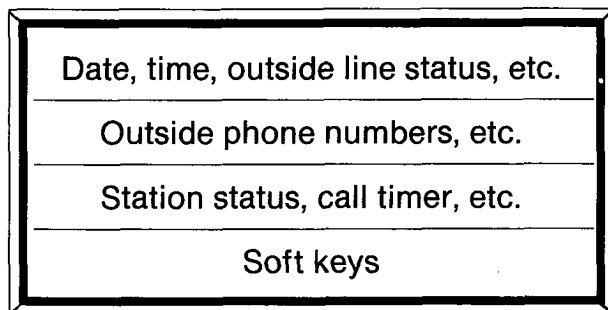 Date, time, outside line status, etc.
Outside phone numbers, etc.
Station status, call timer, etc.
Soft keys